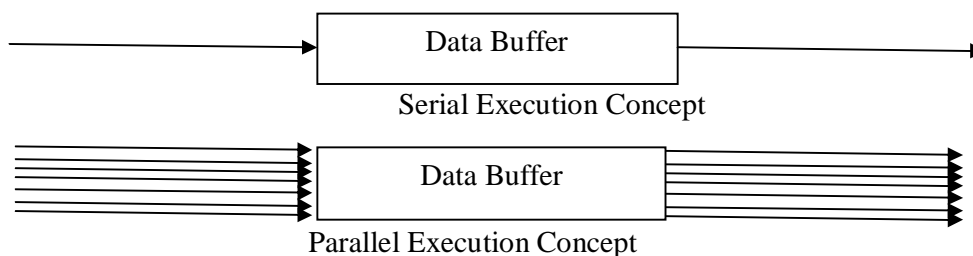 Data Buffer
Serial Execution Concept
Data Buffer
Parallel Execution Concept